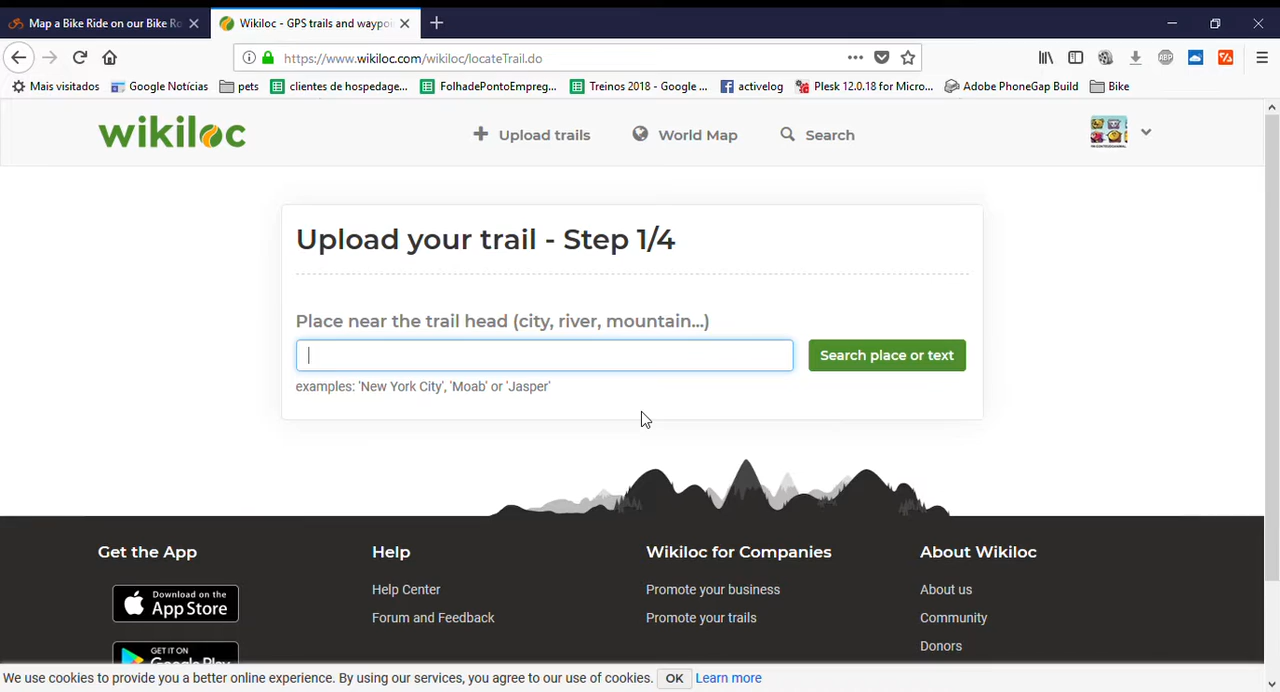 Map a Bike Ride on our Bike Ro
Wikiloc - GPS trails and waypoi
https://www.wikiloc.com/wikiloc/locateTrail.do
Mais visitados
Google Notícias
pets
clientes de hospedage...
FolhadePontoEmpreg...
Treinos 2018 - Google ...
activelog
Plesk 12.0.18 for Micro...
Adobe PhoneGap Build
Bike
ABP
wikiloc
Upload trails
World Map
Search
Upload your trail - Step 1/4
Place near the trail head (city, river, mountain...)
Search place or text
examples: 'New York City', 'Moab' or 'Jasper'
Get the App
Help
Wikiloc for Companies
About Wikiloc
Download on the
App Store
Help Center
Promote your business
About us
Forum and Feedback
Promote your trails
Community
GET IT ON
Google Play
Donors
We use cookies to provide you a better online experience. By using our services, you agree to our use of cookies. OK Learn more